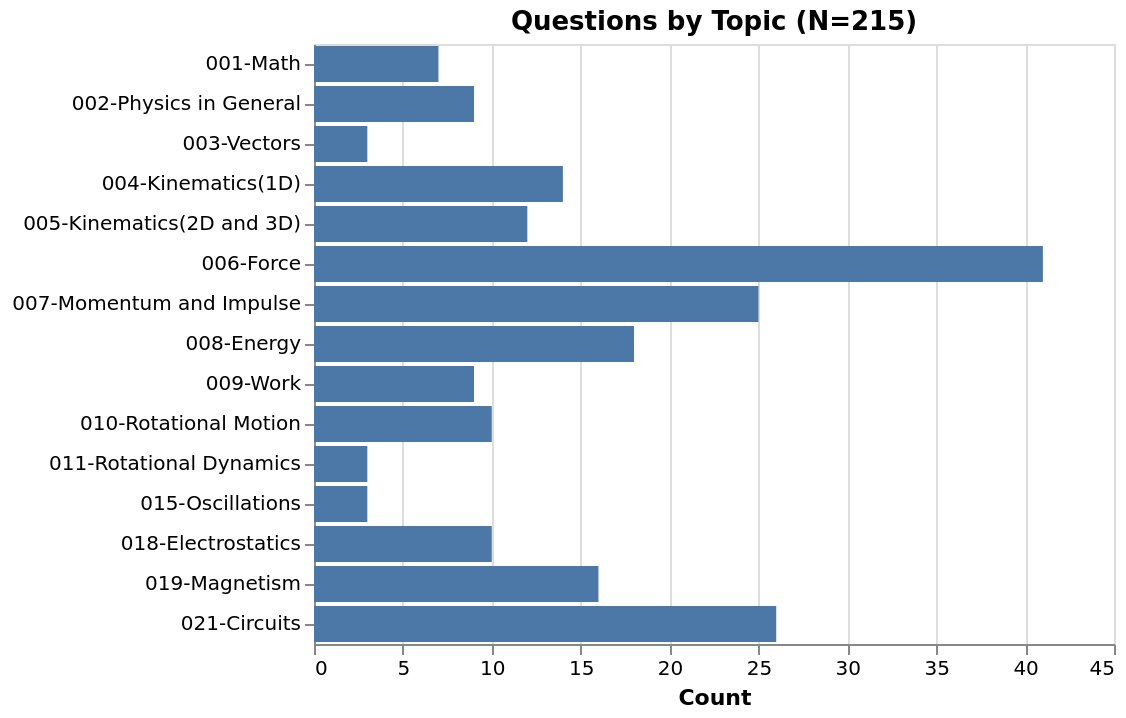 Questions by Topic (N=215)
001-Math
002-Physics in General
003-Vectors
004-Kinematics(1D)
005-Kinematics(2D and 3D)
006-Force
007-Momentum and Impulse
008-Energy
009-Work
010-Rotational Motion
011-Rotational Dynamics
015-Oscillations
018-Electrostatics
019-Magnetism
021-Circuits
0 5 10 15 20 25 30 35 40 45
Count